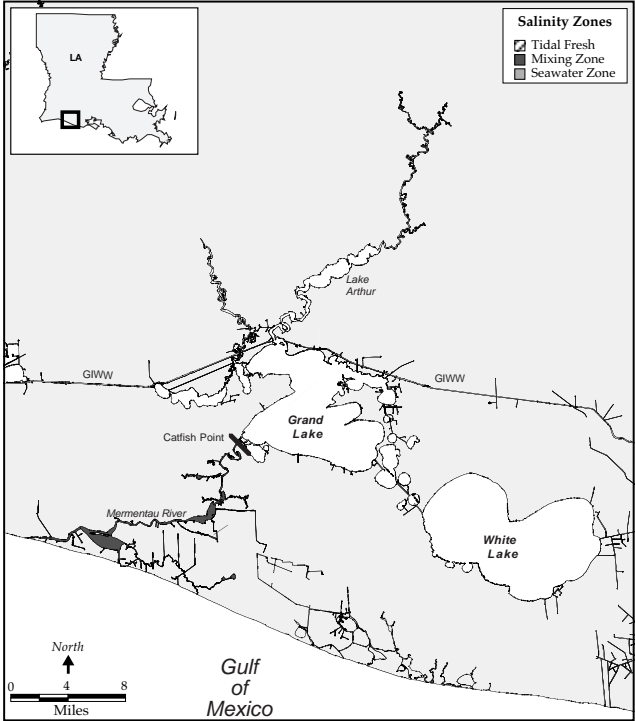 LA
Salinity Zones
Tidal Fresh
Mixing Zone
Seawater Zone
Lake
Arthur
GIWW
GIWW
Grand
Lake
Catfish Point
Mermentau River
White
Lake
North
0 4 8
Miles
Gulf
of
Mexico